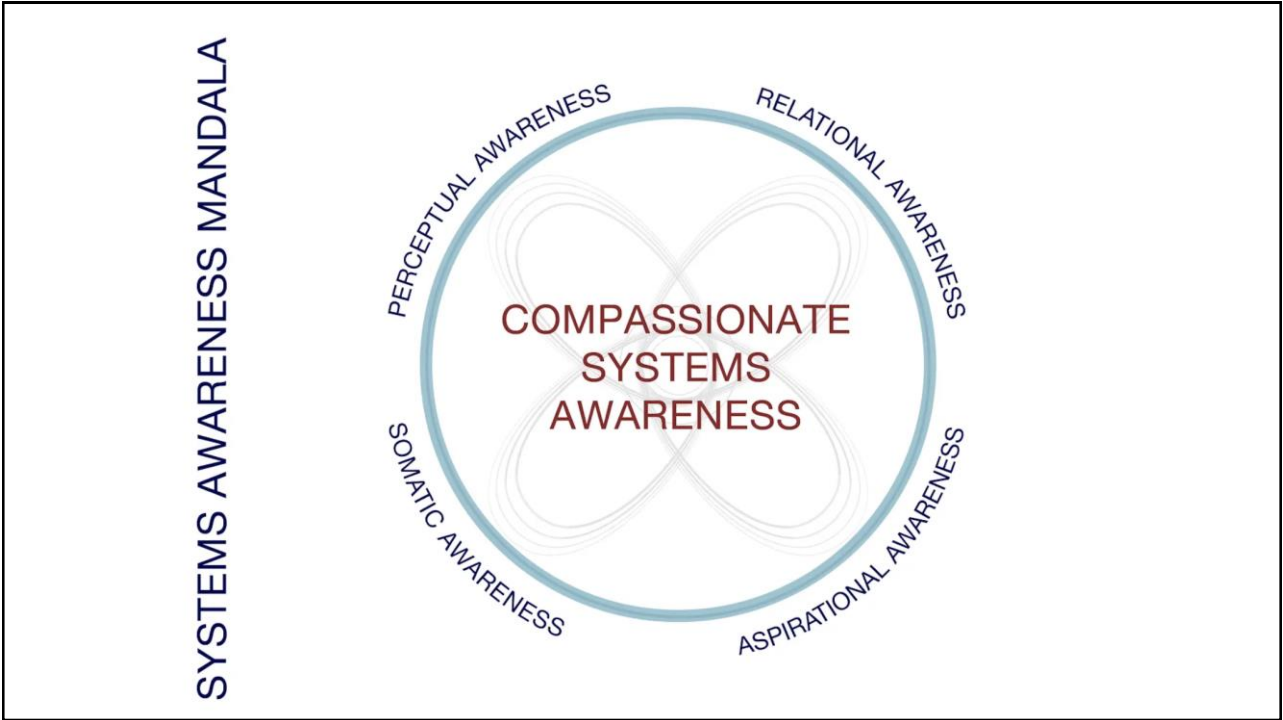 SYSTEMS AWARENESS MANDALA
PERCEPTUAL AWARENESS
RELATIONAL AWARENESS
COMPASSIONATE
SYSTEMS
AWARENESS
SOMATIC AWARENESS
ASPIRATIONAL AWARENESS